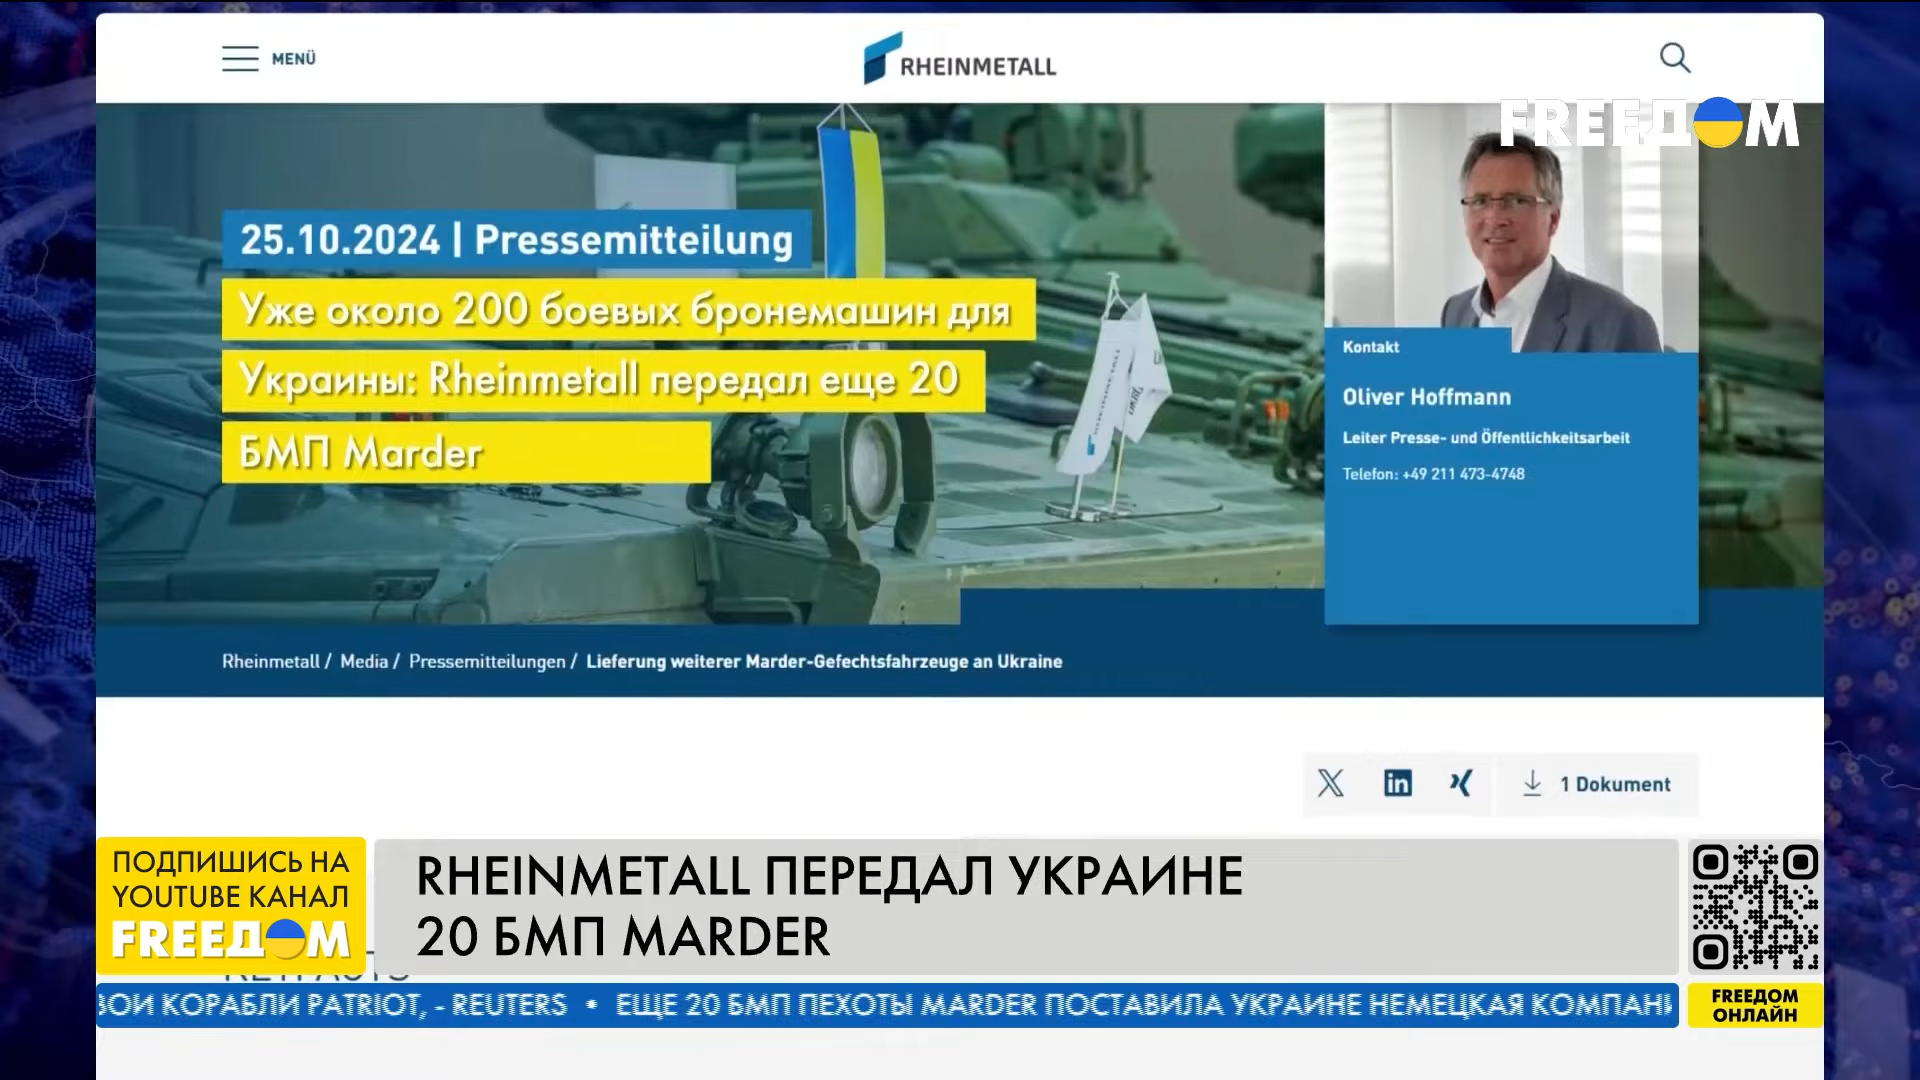 MENÜ
RHEINMETALL
FREEДOM
25.10.2024 | Pressemitteilung
Уже около 200 боевых бронемашин для
Украины: Rheinmetall передал еще 20
БМП Marder
Kontakt
Oliver Hoffmann
Leiter Presse- und Öffentlichkeitsarbeit
Telefon: +49 211 473-4748
Rheinmetall / Media / Pressemitteilungen / Lieferung weiterer Marder-Gefechtsfahrzeuge an Ukraine
1 Dokument
ПОДПИШИСЬ НА
YOUTUBE КАНАЛ
FREEДOM
RHEINMETALL ПЕРЕДАЛ УКРАИНЕ
20 БМП MARDER
ВОИ КОРАБЛИ PATRIOT, - REUTERS • ЕЩЕ 20 БМП ПЕХОТЫ MARDER ПОСТАВИЛА УКРАИНЕ НЕМЕЦКАЯ КОМПАН
FREEДОМ
ОНЛАЙН